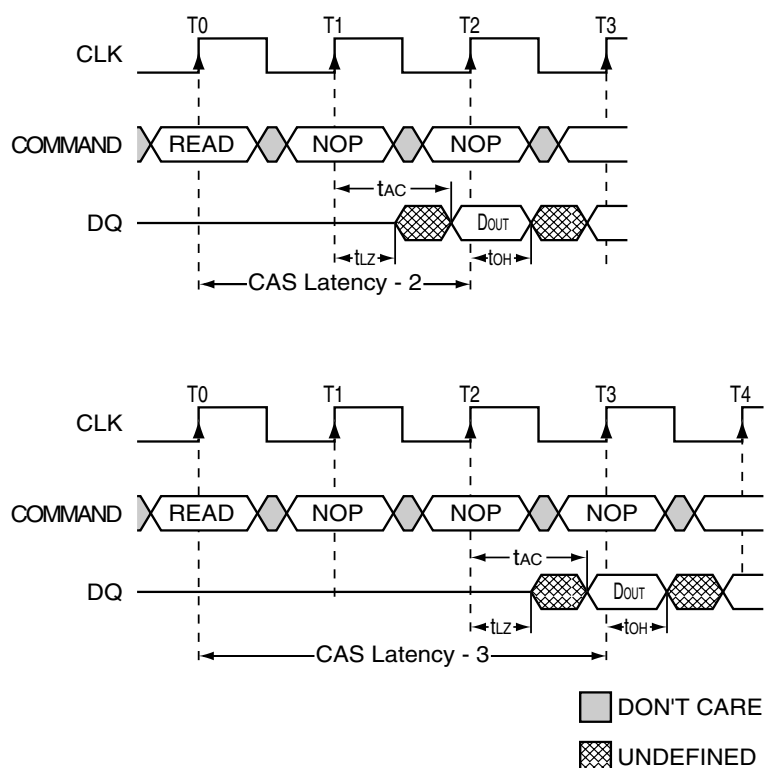 T0 T1 T2 T3
CLK
COMMAND READ NOP NOP
tAC
DQ DOUT
tLZ tOH
CAS Latency - 2
T0 T1 T2 T3 T4
CLK
COMMAND READ NOP NOP NOP
tAC
DQ DOUT
tLZ tOH
CAS Latency - 3
DON'T CARE
UNDEFINED